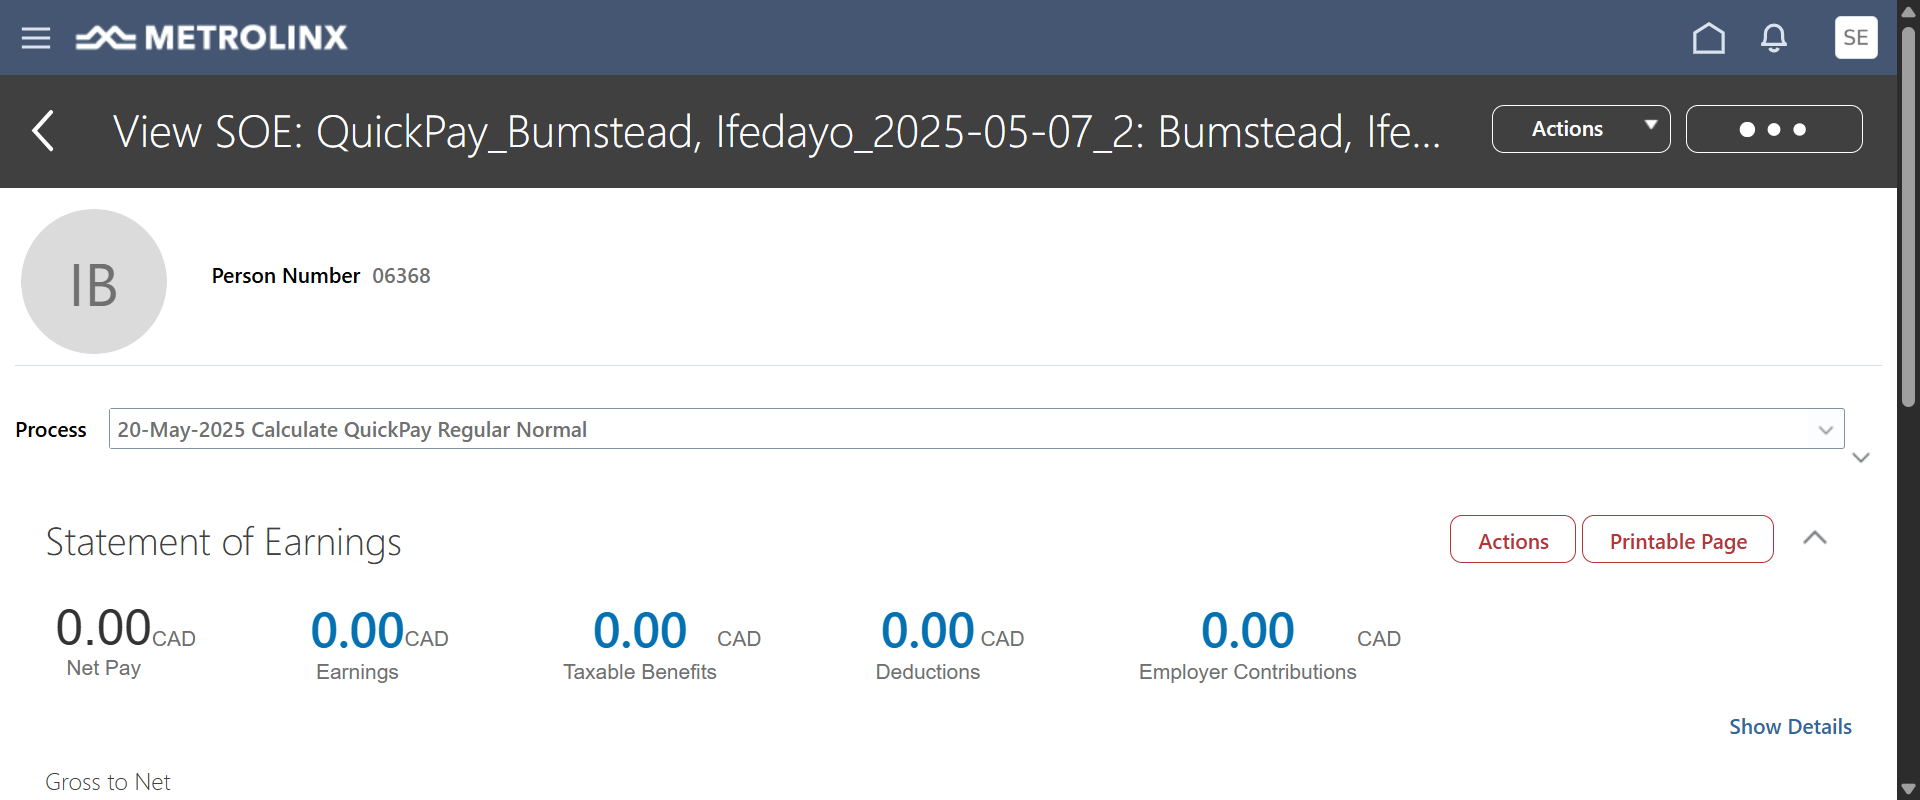 METROLINX
SE
View SOE: QuickPay_Bumstead, Ifedayo_2025-05-07_2: Bumstead, Ife...
Actions
IB
Person Number 06368
Process 20-May-2025 Calculate QuickPay Regular Normal
Statement of Earnings
Actions
Printable Page
0.00 CAD
Net Pay
0.00 CAD
Earnings
0.00 CAD
Taxable Benefits
0.00 CAD
Deductions
0.00 CAD
Employer Contributions
Show Details
Gross to Net